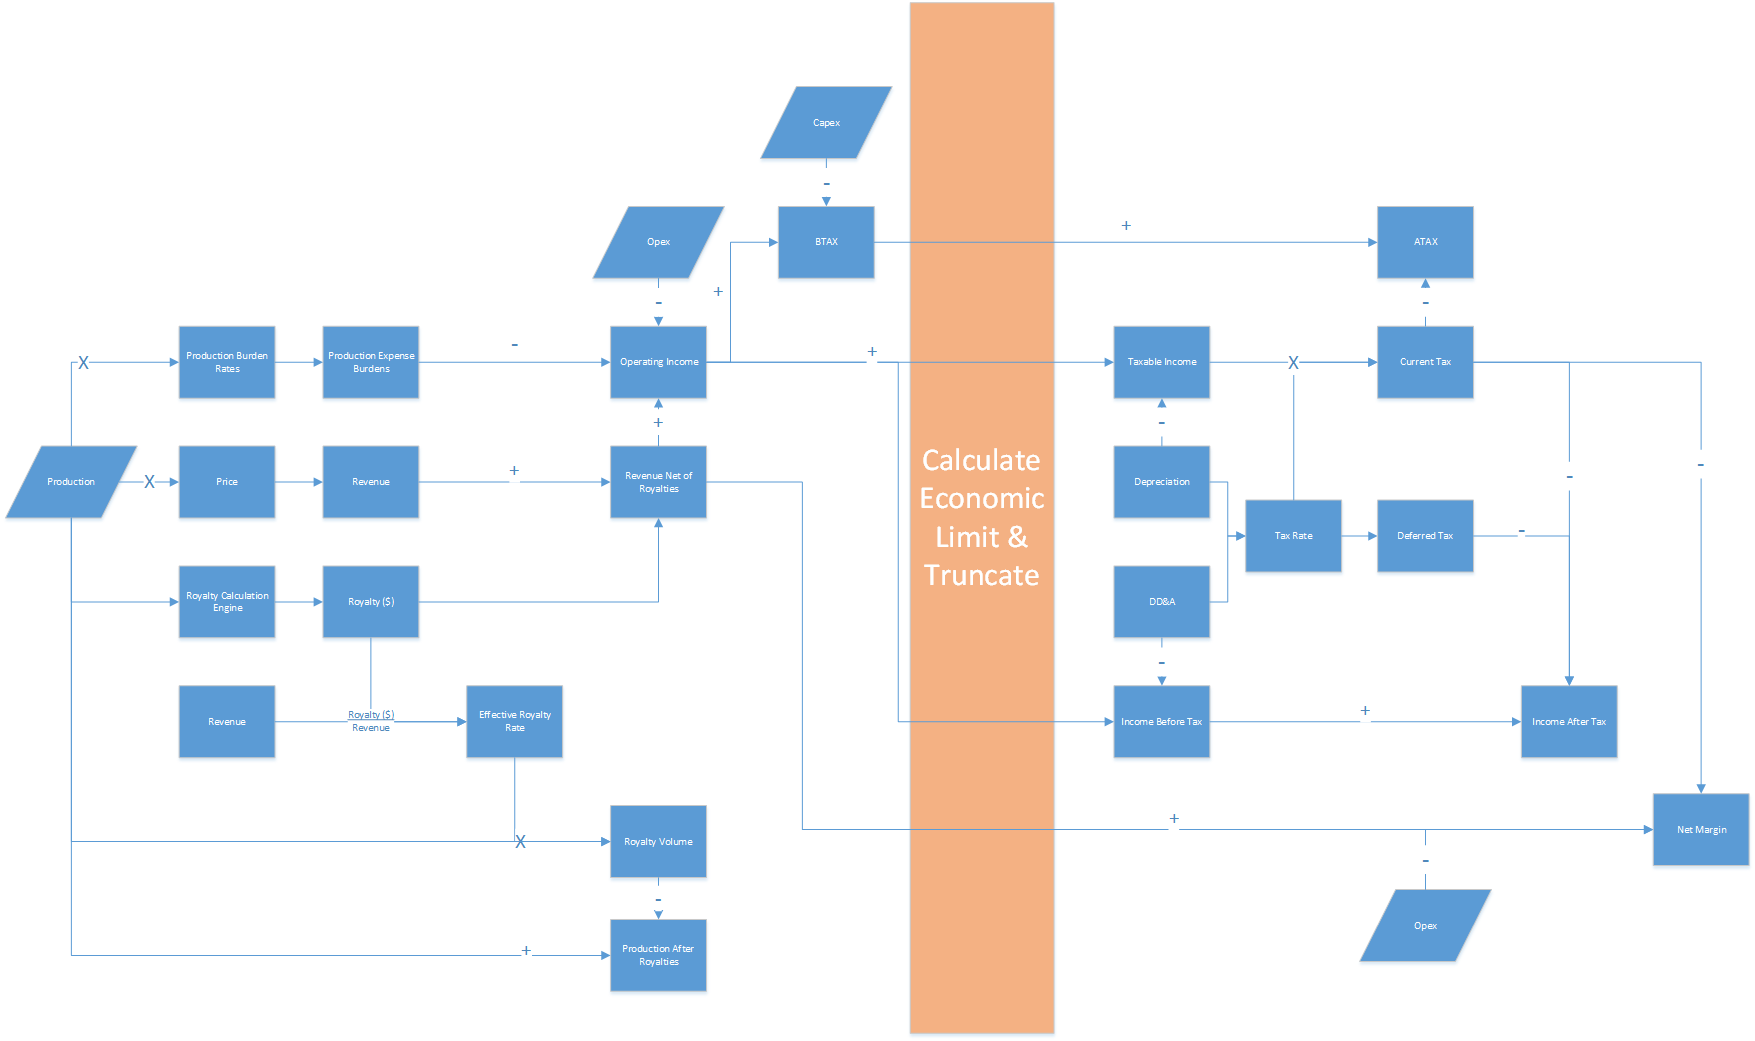 Capex
-
Opex
BTAX
+
ATAX
-
+
-
Production Burden
Rates
Production Expense
Burdens
-
Operating Income
+
Taxable Income
X
Current Tax
X
+
-
Calculate
Economic
Limit &
Truncate
Production
X
Price
Revenue
+
Revenue Net of
Royalties
Depreciation
-
-
Tax Rate
Deferred Tax
-
Royalty Calculation
Engine
Royalty ($)
DD&A
-
Revenue
Royalty ($)
Revenue
Effective Royalty
Rate
Income Before Tax
+
Income After Tax
X
Royalty Volume
+
Net Margin
-
-
+
Production After
Royalties
Opex